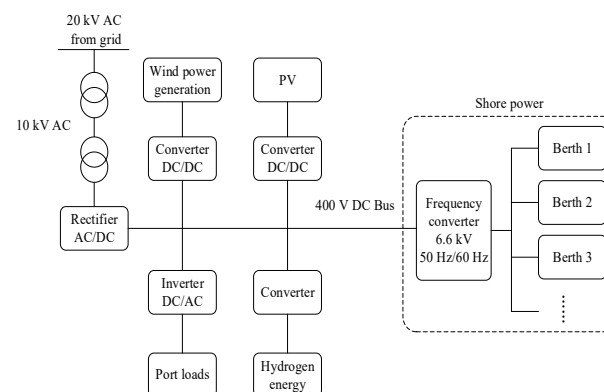 20 kV AC
from grid
10 kV AC
Rectifier
AC/DC
Wind power
generation
Converter
DC/DC
PV
Converter
DC/DC
400 V DC Bus
Inverter
DC/AC
Port loads
Converter
Hydrogen
energy
Shore power
Frequency
converter
6.6 kV
50 Hz/60 Hz
Berth 1
Berth 2
Berth 3